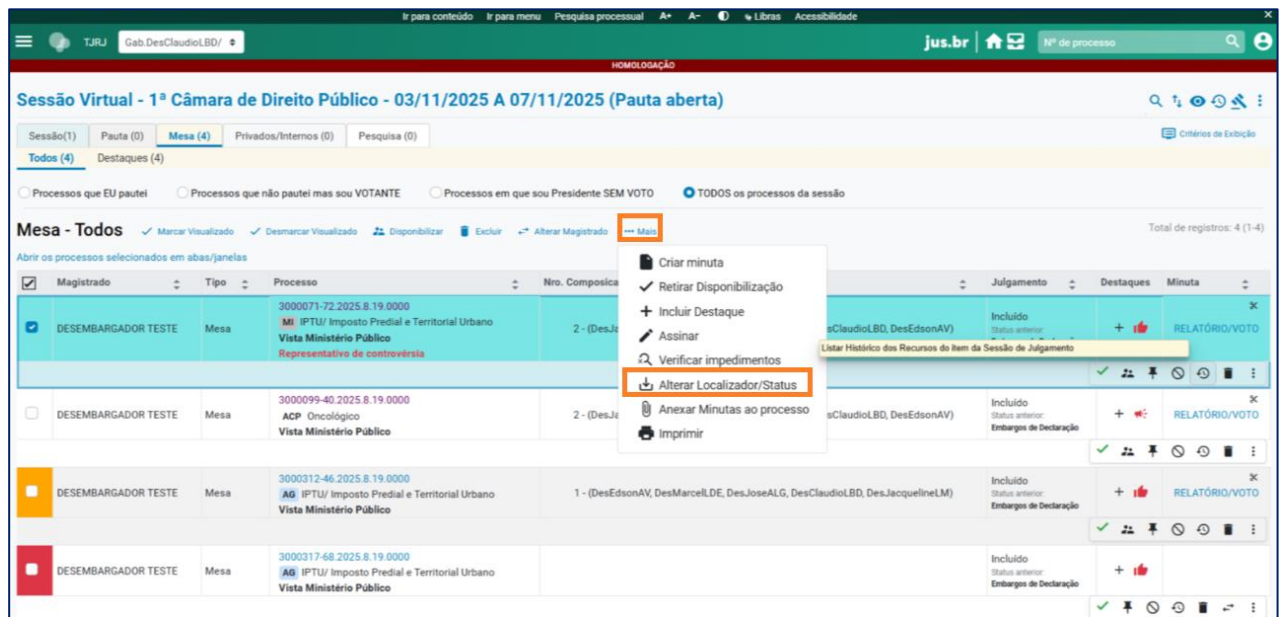 Ir para conteúdo Ir para menu Pesquisa processual A+ A- Libras Acessibilidade ×
TJRJ Gab.DesClaudioLBD/ jus.br Nº de processo
HOMOLOGAÇÃO
Sessão Virtual - 1ª Câmara de Direito Público - 03/11/2025 A 07/11/2025 (Pauta aberta)
Sessão(1) Pauta (0) Mesa (4) Privados/Internos (0) Pesquisa (0) Critérios de Exibição
Todos (4) Destaques (4)
Processos que EU pautei Processos que não pautei mas sou VOTANTE Processos em que sou Presidente SEM VOTO TODOS os processos da sessão
Mesa - Todos Marcar Visualizado Desmarcar Visualizado Disponibilizar Excluir Alterar Magistrado ••• Mais Total de registros: 4 (1-4)
Abrir os processos selecionados em abas/janelas
Magistrado Tipo Processo Nro. Composica Julgamento Destaques Minuta
Criar minuta
Retirar Disponibilização
Incluir Destaque
Assinar
Verificar impedimentos
Alterar Localizador/Status
Anexar Minutas ao processo
Imprimir
3000071-72.2025.8.19.0000
DESEMBARGADOR TESTE Mesa MI IPTU/ Imposto Predial e Territorial Urbano 2 - (DesJa sClaudioLBD, DesEdsonAV) Incluído + RELATÓRIO/VOTO
Vista Ministério Público Status anterior:
Representativo de controvérsia
Listar Histórico dos Recursos do item da Sessão de Julgamento
3000099-40.2025.8.19.0000
DESEMBARGADOR TESTE Mesa ACP Oncológico 2 - (DesJa sClaudioLBD, DesEdsonAV) Incluído + RELATÓRIO/VOTO
Vista Ministério Público Status anterior:
Embargos de Declaração
3000312-46.2025.8.19.0000
DESEMBARGADOR TESTE Mesa AG IPTU/ Imposto Predial e Territorial Urbano 1 - (DesEdsonAV, DesMarcelLDE, DesJoseALG, DesClaudioLBD, DesJacquelineLM) Incluído + RELATÓRIO/VOTO
Vista Ministério Público Status anterior:
Embargos de Declaração
3000317-68.2025.8.19.0000
DESEMBARGADOR TESTE Mesa AG IPTU/ Imposto Predial e Territorial Urbano Incluído +
Vista Ministério Público Status anterior:
Embargos de Declaração